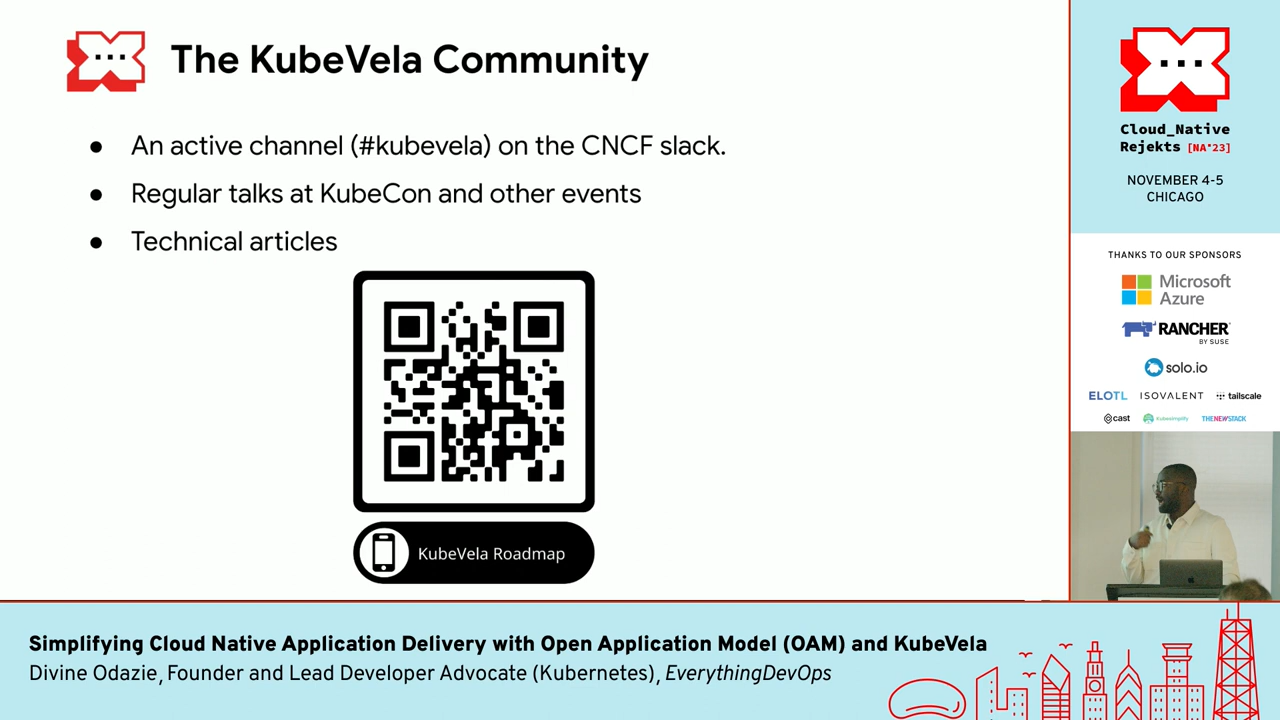 The KubeVela Community
● An active channel (#kubevela) on the CNCF slack.
● Regular talks at KubeCon and other events
● Technical articles
KubeVela Roadmap
Cloud_Native
Rejekts [NA'23]
NOVEMBER 4-5
CHICAGO
THANKS TO OUR SPONSORS
Microsoft
Azure
RANCHER
BY SUSE
solo.io
ELOTL ISOVALENT tailscale
cast kubesimplify THENEWSTACK
Simplifying Cloud Native Application Delivery with Open Application Model (OAM) and KubeVela
Divine Odazie, Founder and Lead Developer Advocate (Kubernetes), EverythingDevOps